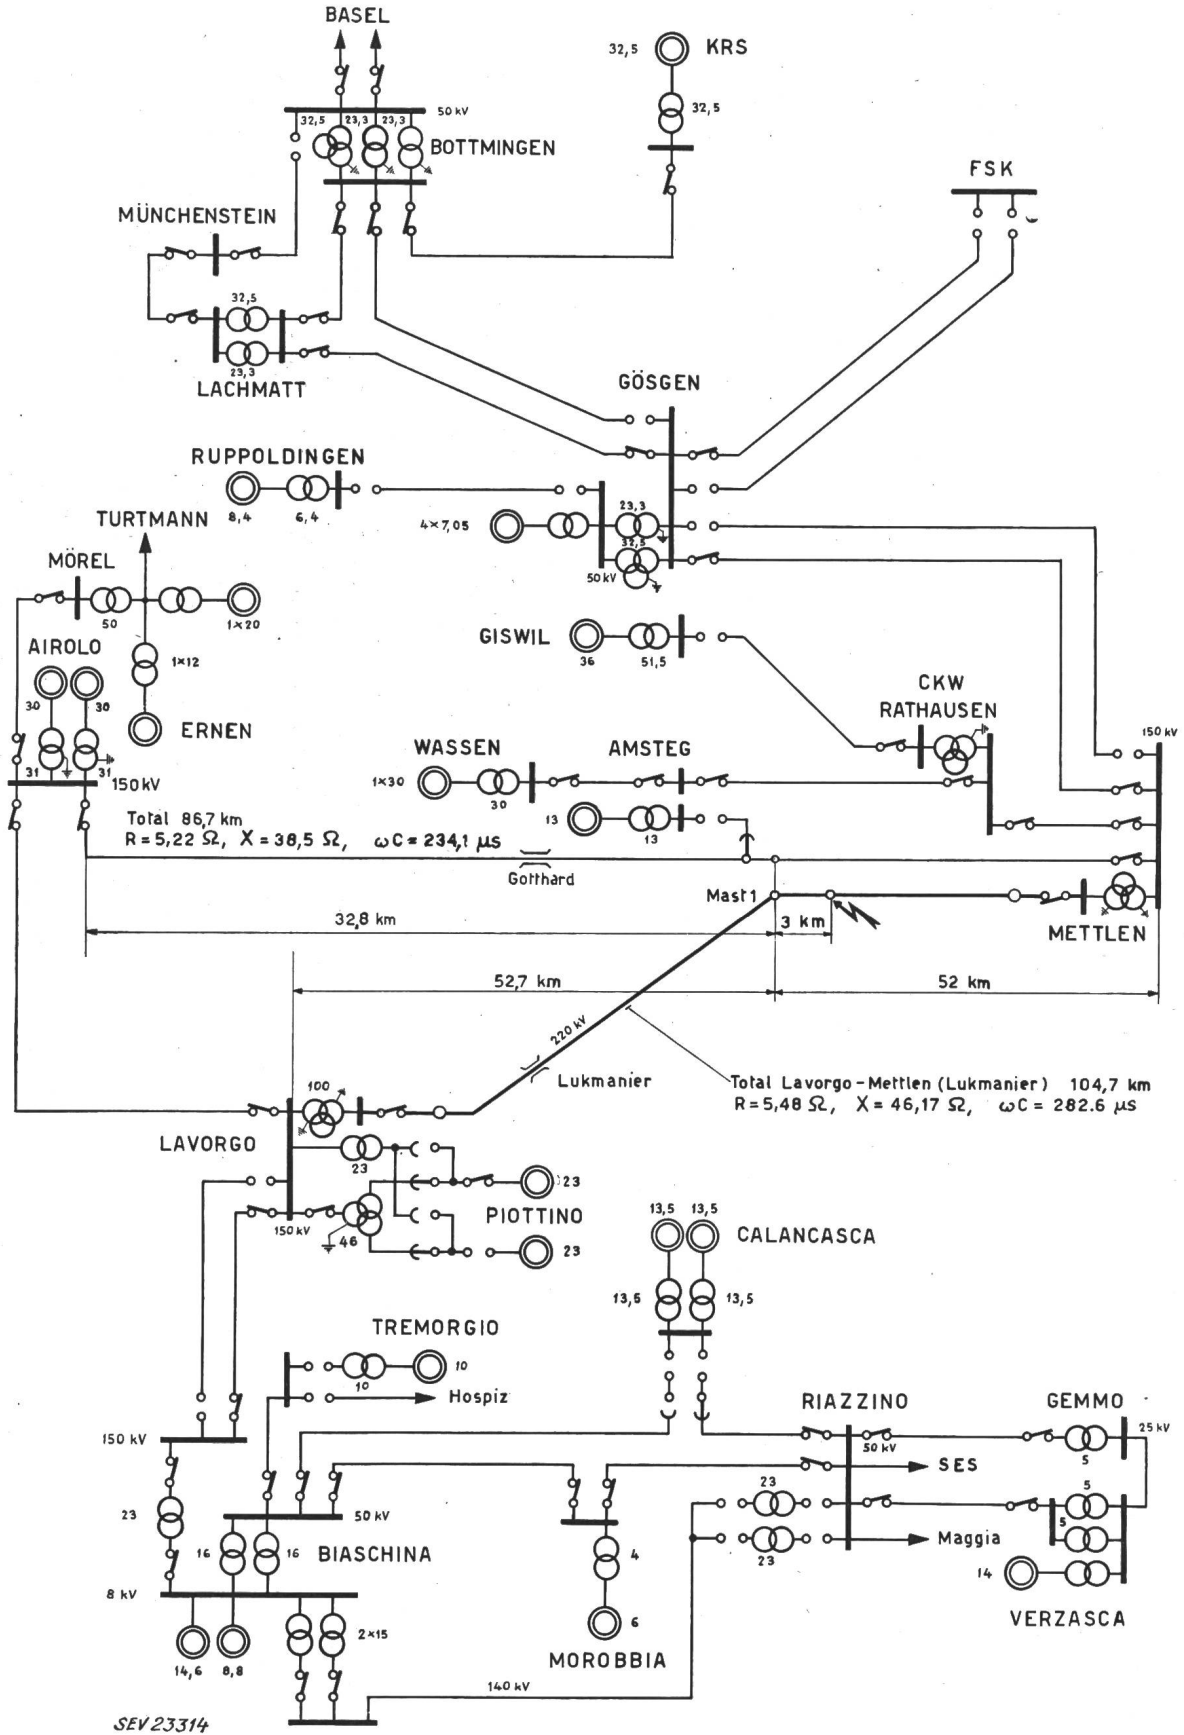 BASEL
32,5
KRS
50 kV
32,5
23,3
23,3
32,5
BOTTMINGEN
FSK
MÜNCHENSTEIN
32,5
23,3
LACHMATT
GÖSGEN
RUPPOLDINGEN
8,4
6,4
4×7,05
23,3
32,5
50 kV
TURTMANN
MÖREL
50
1×20
GISWIL
36
51,5
AIROLO
1×12
30
30
ERNEN
CKW
RATHAUSEN
WASSEN
AMSTEG
150 kV
31
31
150 kV
1×30
30
13
13
Total 86,7 km
R = 5,22 Ω, X = 38,5 Ω, ωC = 234,1 µs
Gotthard
Mast 1
32,8 km
3 km
METTLEN
52,7 km
52 km
220 kV
Lukmanier
Total Lavorgo – Mettlen (Lukmanier) 104,7 km
R = 5,48 Ω, X = 46,17 Ω, ωC = 282.6 µs
100
LAVORGO
23
23
PIOTTINO
150 kV
46
23
13,5
13,5
CALANCASCA
13,5
13,5
TREMORGIO
10
10
Hospiz
RIAZZINO
GEMMO
150 kV
50 kV
25 kV
5
SES
23
23
5
5
50 kV
16
16
BIASCHINA
4
23
Maggia
14
8 kV
6
VERZASCA
14,6
8,8
2×15
MOROBBIA
140 kV
SEV 23314